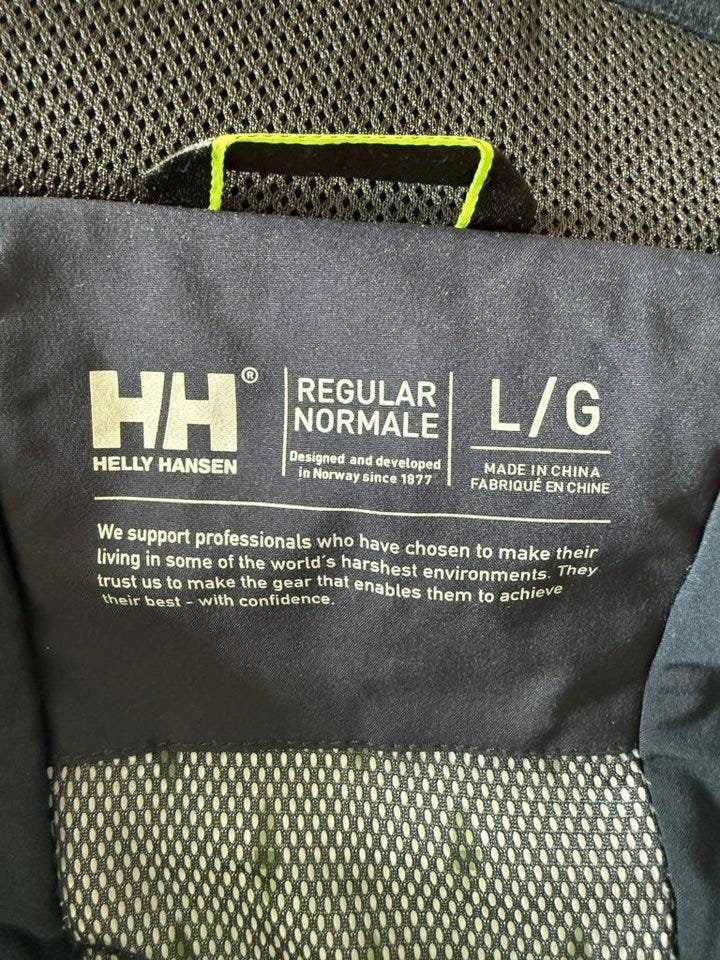 HH®
HELLY HANSEN
REGULAR
NORMALE
Designed and developed
in Norway since 1877
L/G
MADE IN CHINA
FABRIQUÉ EN CHINE
We support professionals who have chosen to make their
living in some of the world´s harshest environments. They
trust us to make the gear that enables them to achieve
their best - with confidence.